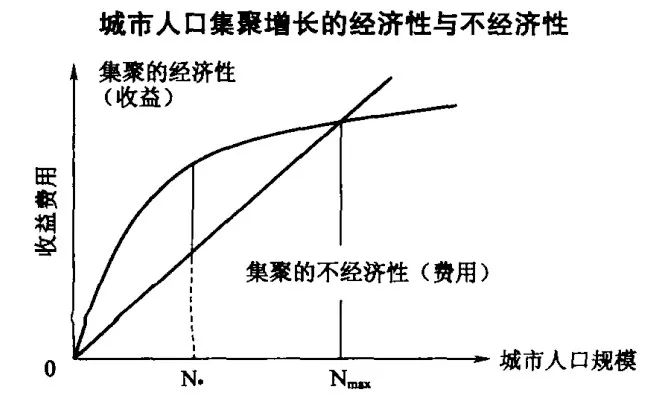 城市人口集聚增长的经济性与不经济性
集聚的经济性
（收益）
收益费用
集聚的不经济性（费用）
0
N*
Nmax
城市人口规模